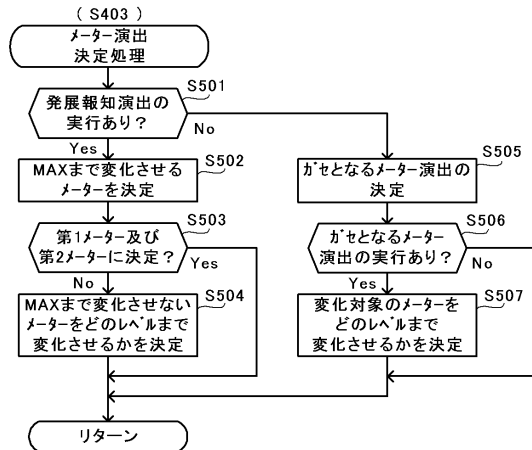 ( S403 )
メーター演出
決定処理
S501
発展報知演出の
実行あり？
No
Yes
S502
MAXまで変化させる
メーターを決定
S503
第1メーター及び
第2メーターに決定？
Yes
No
S504
MAXまで変化させない
メーターをどのレベルまで
変化させるかを決定
S505
ガセとなるメーター演出の
決定
S506
ガセとなるメーター
演出の実行あり？
No
Yes
S507
変化対象のメーターを
どのレベルまで
変化させるかを決定
リターン